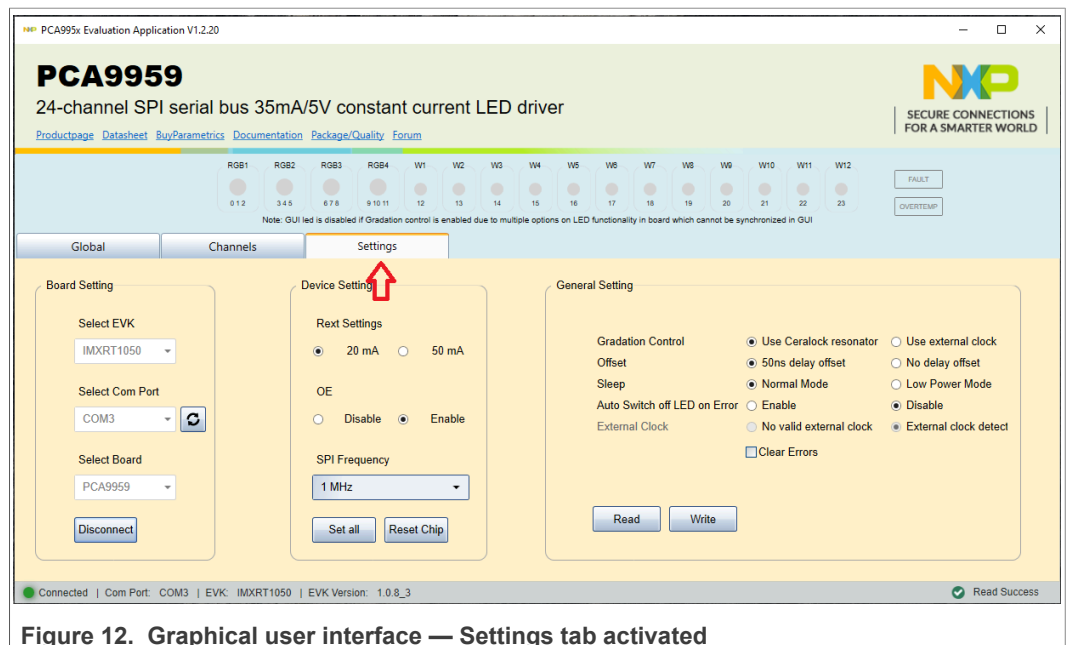 PCA995x Evaluation Application V1.2.20
PCA9959
24-channel SPI serial bus 35mA/5V constant current LED driver
Productpage Datasheet BuyParametrics Documentation Package/Quality Forum
NXP
SECURE CONNECTIONS
FOR A SMARTER WORLD
RGB1 RGB2 RGB3 RGB4 W1 W2 W3 W4 W5 W6 W7 W8 W9 W10 W11 W12
0 1 2 3 4 5 6 7 8 9 10 11 12 13 14 15 16 17 18 19 20 21 22 23
FAULT
OVERTEMP
Note: GUI led is disabled if Gradation control is enabled due to multiple options on LED functionality in board which cannot be synchronized in GUI
Global Channels Settings
Board Setting
Select EVK
IMXRT1050
Select Com Port
COM3
Select Board
PCA9959
Disconnect
Device Setting
Rext Settings
20 mA 50 mA
OE
Disable Enable
SPI Frequency
1 MHz
Set all Reset Chip
General Setting
Gradation Control Use Ceralock resonator Use external clock
Offset 50ns delay offset No delay offset
Sleep Normal Mode Low Power Mode
Auto Switch off LED on Error Enable Disable
External Clock No valid external clock External clock detect
Clear Errors
Read Write
Connected | Com Port: COM3 | EVK: IMXRT1050 | EVK Version: 1.0.8_3
Read Success
Figure 12. Graphical user interface — Settings tab activated